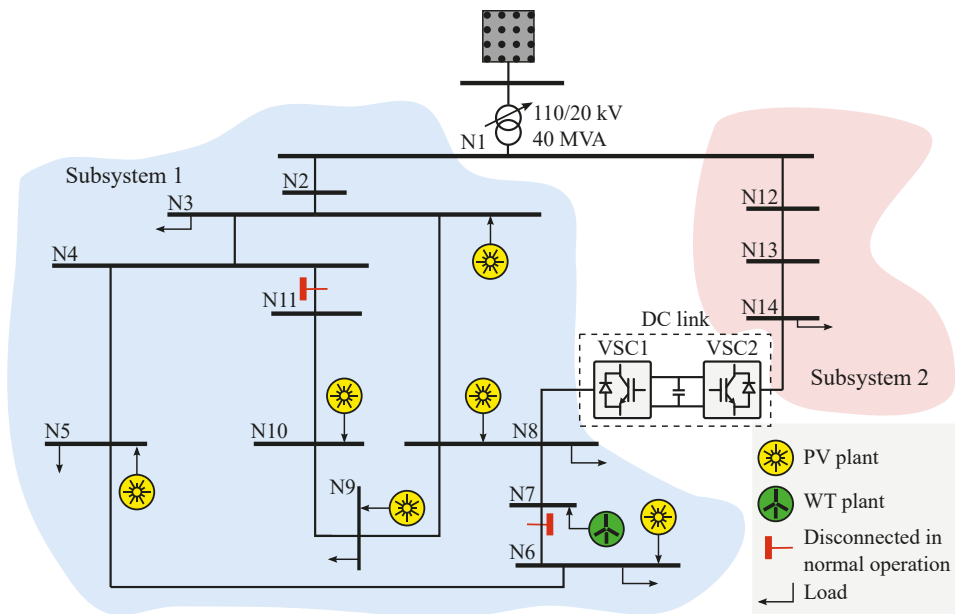 110/20 kV
40 MVA
N1
Subsystem 1
N2
N3
N12
N4
N13
N11
N14
DC link
VSC1
VSC2
Subsystem 2
N5
N10
N8
PV plant
N9
N7
WT plant
N6
Disconnected in
normal operation
Load